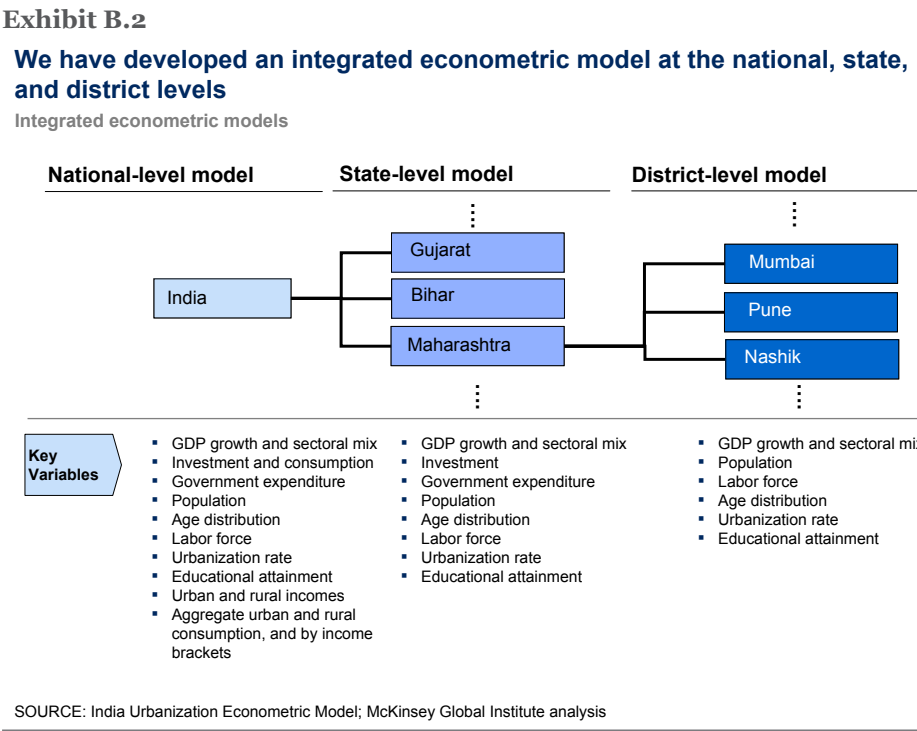 Exhibit B.2
We have developed an integrated econometric model at the national, state,
and district levels
Integrated econometric models
National-level model
State-level model
District-level model
India
Gujarat
Bihar
Maharashtra
Mumbai
Pune
Nashik
Key
Variables
▪ GDP growth and sectoral mix
▪ Investment and consumption
▪ Government expenditure
▪ Population
▪ Age distribution
▪ Labor force
▪ Urbanization rate
▪ Educational attainment
▪ Urban and rural incomes
▪ Aggregate urban and rural
consumption, and by income
brackets
▪ GDP growth and sectoral mix
▪ Investment
▪ Government expenditure
▪ Population
▪ Age distribution
▪ Labor force
▪ Urbanization rate
▪ Educational attainment
▪ GDP growth and sectoral mix
▪ Population
▪ Labor force
▪ Age distribution
▪ Urbanization rate
▪ Educational attainment
SOURCE: India Urbanization Econometric Model; McKinsey Global Institute analysis